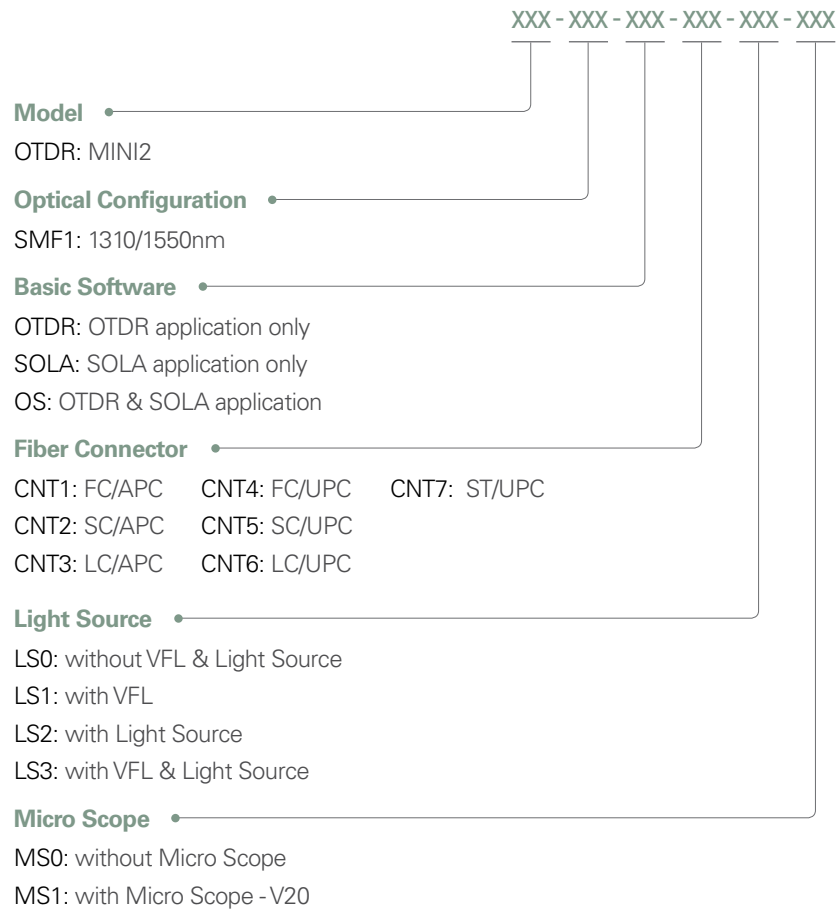 XXX - XXX - XXX - XXX - XXX - XXX
Model
OTDR: MINI2
Optical Configuration
SMF1: 1310/1550nm
Basic Software
OTDR: OTDR application only
SOLA: SOLA application only
OS: OTDR & SOLA application
Fiber Connector
CNT1: FC/APC CNT4: FC/UPC CNT7: ST/UPC
CNT2: SC/APC CNT5: SC/UPC
CNT3: LC/APC CNT6: LC/UPC
Light Source
LS0: without VFL & Light Source
LS1: with VFL
LS2: with Light Source
LS3: with VFL & Light Source
Micro Scope
MS0: without Micro Scope
MS1: with Micro Scope - V20